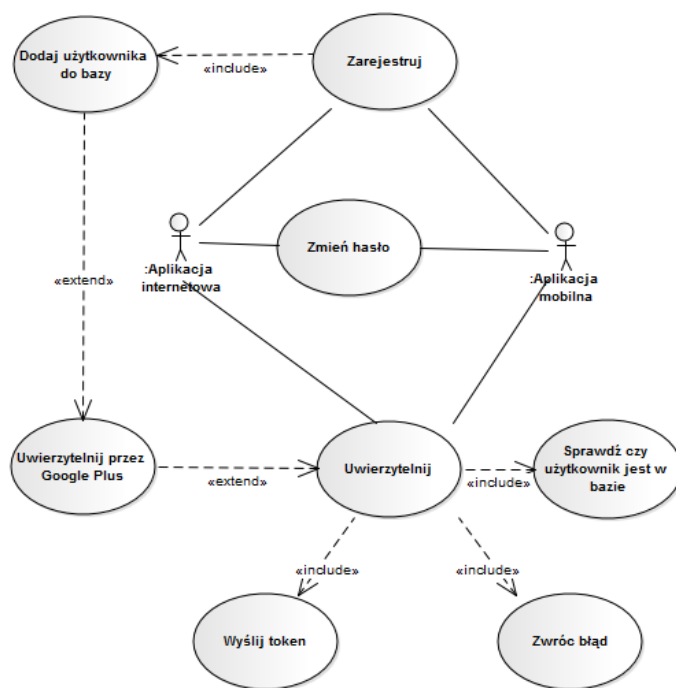 Dodaj użytkownika
do bazy
Zarejestruj
«include»
Zmień hasło
:Aplikacja
internetowa
:Aplikacja
mobilna
«extend»
Uwierzytelnij przez
Google Plus
«extend»
Uwierzytelnij
«include»
Sprawdź czy
użytkownik jest w
bazie
«include»
«include»
Wyślij token
Zwróc błąd